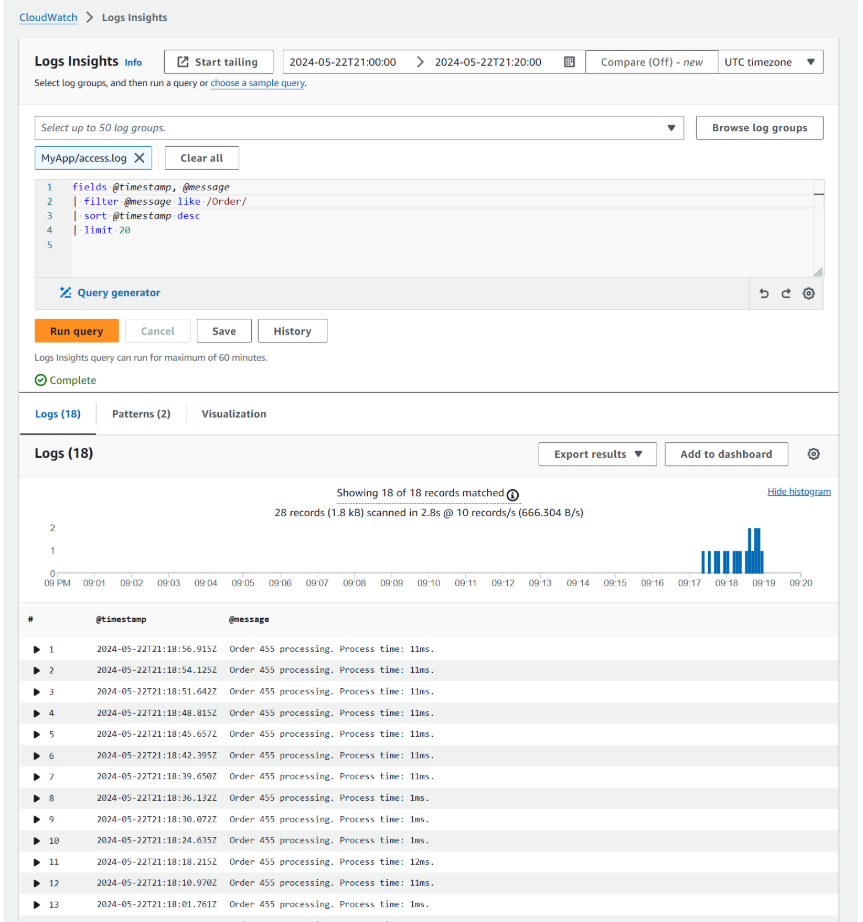 CloudWatch > Logs Insights
Logs Insights Info Start tailing 2024-05-22T21:00:00 > 2024-05-22T21:20:00 Compare (Off) - new UTC timezone
Select log groups, and then run a query or choose a sample query.
Select up to 50 log groups. Browse log groups
MyApp/access.log Clear all
1 fields @timestamp, @message
2 | filter @message like /Order/
3 | sort @timestamp desc
4 | limit 20
5
Query generator
Run query Cancel Save History
Logs Insights query can run for maximum of 60 minutes.
Complete
Logs (18) Patterns (2) Visualization
Logs (18) Export results Add to dashboard
Showing 18 of 18 records matched Hide histogram
28 records (1.8 kB) scanned in 2.8s @ 10 records/s (666.304 B/s)
2
1
0
09 PM 09:01 09:02 09:03 09:04 09:05 09:06 09:07 09:08 09:09 09:10 09:11 09:12 09:13 09:14 09:15 09:16 09:17 09:18 09:19 09:20
# @timestamp @message
1 2024-05-22T21:18:56.915Z Order 455 processing. Process time: 11ms.
2 2024-05-22T21:18:54.125Z Order 455 processing. Process time: 11ms.
3 2024-05-22T21:18:51.642Z Order 455 processing. Process time: 11ms.
4 2024-05-22T21:18:48.815Z Order 455 processing. Process time: 11ms.
5 2024-05-22T21:18:45.657Z Order 455 processing. Process time: 11ms.
6 2024-05-22T21:18:42.395Z Order 455 processing. Process time: 11ms.
7 2024-05-22T21:18:39.650Z Order 455 processing. Process time: 11ms.
8 2024-05-22T21:18:36.132Z Order 455 processing. Process time: 1ms.
9 2024-05-22T21:18:30.072Z Order 455 processing. Process time: 1ms.
10 2024-05-22T21:18:24.635Z Order 455 processing. Process time: 1ms.
11 2024-05-22T21:18:18.215Z Order 455 processing. Process time: 12ms.
12 2024-05-22T21:18:10.970Z Order 455 processing. Process time: 11ms.
13 2024-05-22T21:18:01.761Z Order 455 processing. Process time: 1ms.